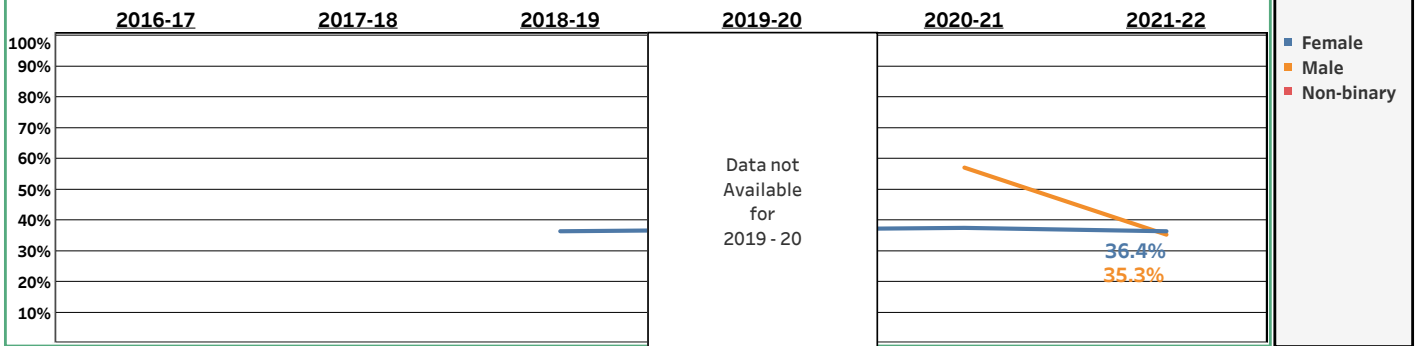 2016-17 2017-18 2018-19 2019-20 2020-21 2021-22
100%
90%
80%
70%
60%
50%
40%
30%
20%
10%
Data not
Available
for
2019 - 20
36.4%
35.3%
Female
Male
Non-binary